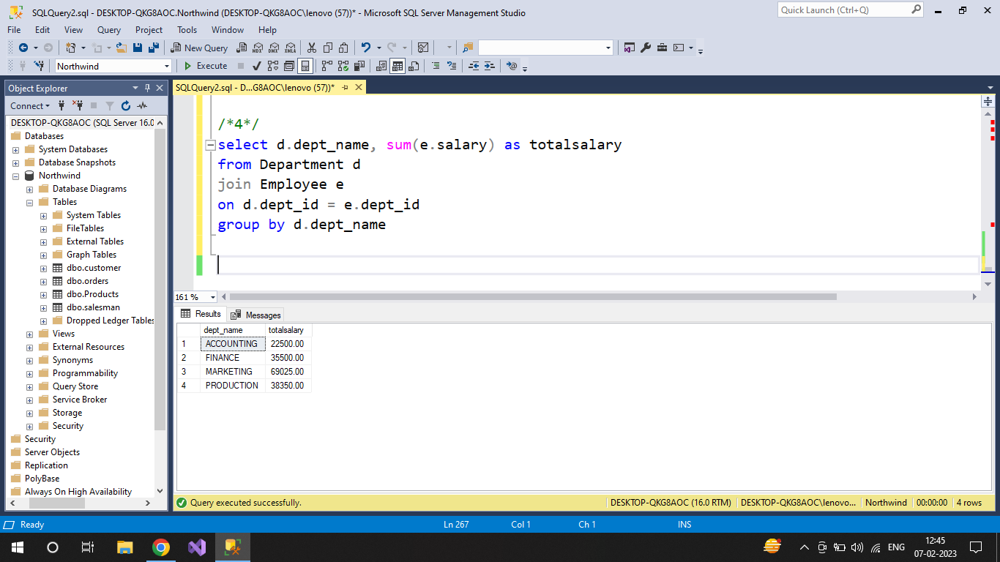 SQLQuery2.sql - DESKTOP-QKG8AOC.Northwind (DESKTOP-QKG8AOC\lenovo (57))* - Microsoft SQL Server Management Studio
Quick Launch (Ctrl+Q)
File Edit View Query Project Tools Window Help
New Query
MDX DMX XMLA
Northwind
Execute
Object Explorer
SQLQuery2.sql - D...G8AOC\lenovo (57))*
Connect
DESKTOP-QKG8AOC (SQL Server 16.0
Databases
System Databases
Database Snapshots
Northwind
Database Diagrams
Tables
System Tables
FileTables
External Tables
Graph Tables
dbo.customer
dbo.orders
dbo.Products
dbo.salesman
Dropped Ledger Tables
Views
External Resources
Synonyms
Programmability
Query Store
Service Broker
Storage
Security
Security
Server Objects
Replication
PolyBase
Always On High Availability
/*4*/
select d.dept_name, sum(e.salary) as totalsalary
from Department d
join Employee e
on d.dept_id = e.dept_id
group by d.dept_name
161 %
Results Messages
dept_name totalsalary
1 ACCOUNTING 22500.00
2 FINANCE 35500.00
3 MARKETING 69025.00
4 PRODUCTION 38350.00
Query executed successfully.
DESKTOP-QKG8AOC (16.0 RTM) DESKTOP-QKG8AOC\lenovo... Northwind 00:00:00 4 rows
Ready Ln 267 Col 1 Ch 1 INS
ENG
12:45
07-02-2023